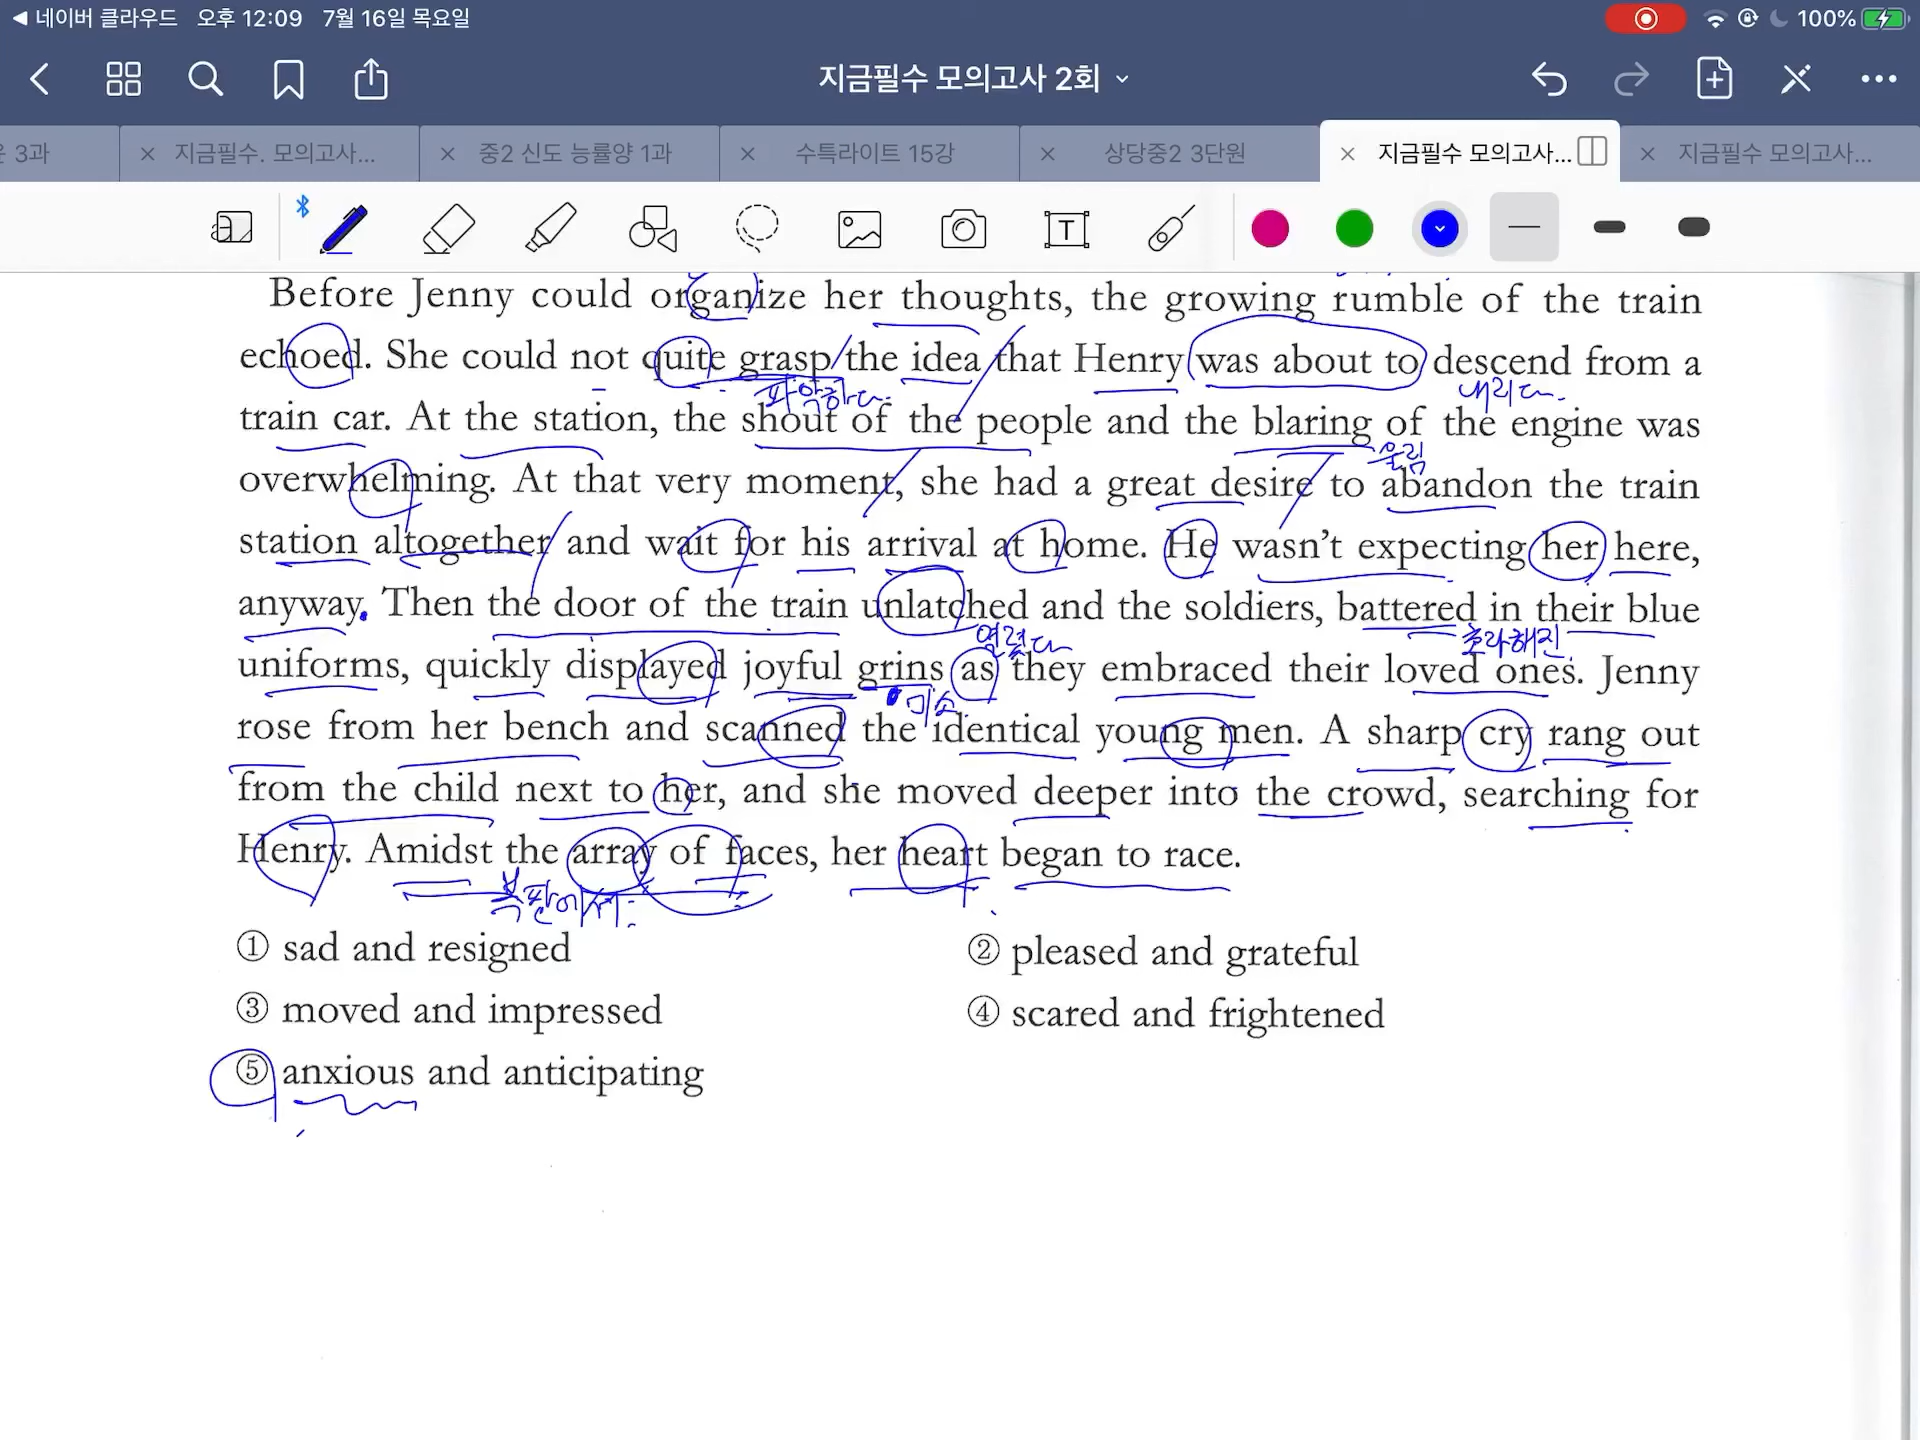 네이버 클라우드 오후 12:09 7월 16일 목요일 100%
지금필수 모의고사 2회
3과 지금필수. 모의고사... 중2 신도 능률양 1과 수특라이트 15강 상당중2 3단원 지금필수 모의고사... 지금필수 모의고사...
T
Before Jenny could organize her thoughts, the growing rumble of the train
echoed. She could not quite grasp the idea that Henry was about to descend from a
파악하다. 내리다.
train car. At the station, the shout of the people and the blaring of the engine was
울림
overwhelming. At that very moment, she had a great desire to abandon the train
station altogether and wait for his arrival at home. He wasn't expecting her here,
anyway. Then the door of the train unlatched and the soldiers, battered in their blue
열렸다 초라해진
uniforms, quickly displayed joyful grins as they embraced their loved ones. Jenny
미소
rose from her bench and scanned the identical young men. A sharp cry rang out
from the child next to her, and she moved deeper into the crowd, searching for
Henry. Amidst the array of faces, her heart began to race.
복판에서
① sad and resigned ② pleased and grateful
③ moved and impressed ④ scared and frightened
⑤ anxious and anticipating